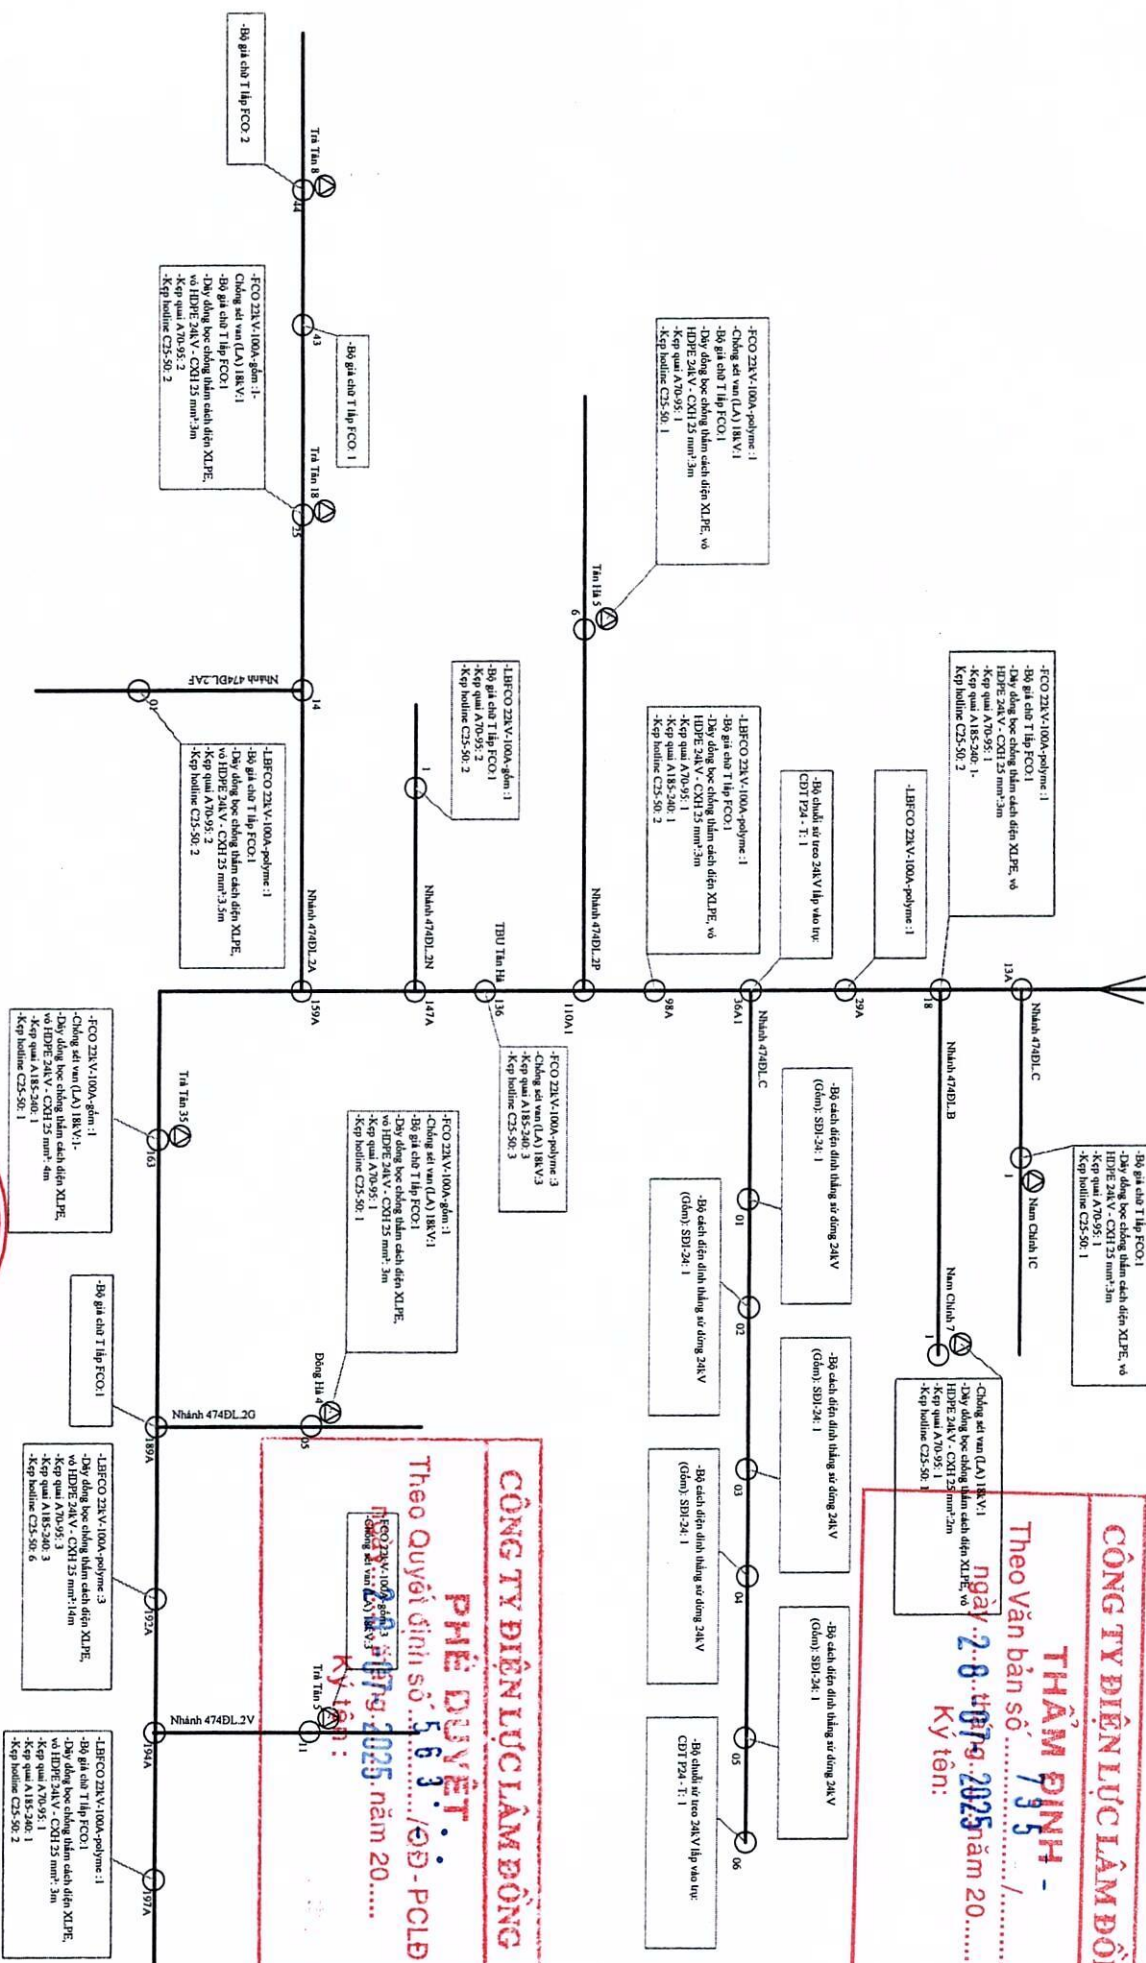 CÔNG TY ĐIỆN LỰC LÂM ĐỒ
THẨM ĐỊNH
Theo Văn bản số 795 /
ngày 28 tháng 07 2025 năm 20
Ký tên:
-Bộ giá chữ T lắp FCO:1
-Dây đồng bọc chống thấm cách điện XLPE, vỏ
HDPE 24kV - CXH 25 mm²:3m
-Kẹp quai A70-95: 1
-Kẹp hotline C25-50: 1
13A
Nhánh 474ĐL.C
1
Nam Chính 1C
-FCO 22kV-100A-polyme :1
-Bộ giá chữ T lắp FCO:1
-Dây đồng bọc chống thấm cách điện XLPE, vỏ
HDPE 24kV - CXH 25 mm²:3m
-Kẹp quai A70-95: 1
-Kẹp quai A185-240: 1-
Kẹp hotline C25-50: 2
18
Nhánh 474ĐL.B
Nam Chính 7
1
-Chống sét van (LA) 18kV:1
-Dây đồng bọc chống thấm cách điện XLPE, vỏ
HDPE 24kV - CXH 25 mm²:2m
-Kẹp quai A70-95: 1
-Kẹp hotline C25-50: 1
-LBFCO 22kV-100A-polyme :1
29A
-Bộ chuỗi sứ treo 24kV lắp vào trụ:
CĐT P24 - T: 1
36A1
Nhánh 474ĐL.C
-Bộ cách điện đỉnh thẳng sứ đứng 24kV
(Gốm): SĐI-24: 1
-Bộ cách điện đỉnh thẳng sứ đứng 24kV
(Gốm): SĐI-24: 1
-Bộ cách điện đỉnh thẳng sứ đứng 24kV
(Gốm): SĐI-24: 1
01
02
03
04
05
06
-Bộ cách điện đỉnh thẳng sứ đứng 24kV
(Gốm): SĐI-24: 1
-Bộ cách điện đỉnh thẳng sứ đứng 24kV
(Gốm): SĐI-24: 1
-Bộ chuỗi sứ treo 24kV lắp vào trụ:
CĐT P24 - T: 1
-LBFCO 22kV-100A-polyme :1
-Bộ giá chữ T lắp FCO:1
-Dây đồng bọc chống thấm cách điện XLPE, vỏ
HDPE 24kV - CXH 25 mm²:3m
-Kẹp quai A70-95: 1
-Kẹp quai A185-240: 1
-Kẹp hotline C25-50: 2
98A
-FCO 22kV-100A-polyme :1
-Chống sét van (LA) 18kV:1
-Bộ giá chữ T lắp FCO:1
-Dây đồng bọc chống thấm cách điện XLPE, vỏ
HDPE 24kV - CXH 25 mm²:3m
-Kẹp quai A70-95: 1
-Kẹp hotline C25-50: 1
Tân Hà 5
6
Nhánh 474ĐL.2P
110A1
-FCO 22kV-100A-polyme :3
-Chống sét van (LA) 18kV:3
-Kẹp quai A185-240: 3
-Kẹp hotline C25-50: 3
TBU Tân Hà
136
-LBFCO 22kV-100A-gốm :1
-Bộ giá chữ T lắp FCO:1
-Kẹp quai A70-95: 2
-Kẹp hotline C25-50: 2
1
Nhánh 474ĐL.2N
147A
-FCO 22kV-100A-gốm :1
-Chống sét van (LA) 18kV:1
-Bộ giá chữ T lắp FCO:1
-Dây đồng bọc chống thấm cách điện XLPE,
vỏ HDPE 24kV - CXH 25 mm²: 3m
-Kẹp quai A70-95: 1
-Kẹp hotline C25-50: 1
CÔNG TY ĐIỆN LỰC LÂM ĐỒNG
PHÊ DUYỆT
Theo Quyết định số 563 /QĐ - PCLĐ
ngày 28 tháng 07 2025 năm 20
Ký tên:
-FCO 22kV-100A-gốm :3
-Chống sét van (LA) 18kV:3
-Bộ giá chữ T lắp FCO: 2
-Bộ giá chữ T lắp FCO: 1
Trà Tân 8
44
43
Trà Tân 18
25
14
Nhánh 474ĐL.2A
159A
Đông Hà 4
05
Trà Tân 5
11
-FCO 22kV-100A-gốm :1-
Chống sét van (LA) 18kV:1
-Bộ giá chữ T lắp FCO:1
-Dây đồng bọc chống thấm cách điện XLPE,
vỏ HDPE 24kV - CXH 25 mm²:3m
-Kẹp quai A70-95: 2
-Kẹp hotline C25-50: 2
Nhánh 474ĐL.2AF
01
-LBFCO 22kV-100A-polyme :1
-Bộ giá chữ T lắp FCO:1
-Dây đồng bọc chống thấm cách điện XLPE,
vỏ HDPE 24kV - CXH 25 mm²:3.5m
-Kẹp quai A70-95: 2
-Kẹp hotline C25-50: 2
Trà Tân 35
163
Nhánh 474ĐL.2G
189A
192A
Nhánh 474ĐL.2V
194A
197A
-FCO 22kV-100A-gốm :1
-Chống sét van (LA) 18kV:1-
-Dây đồng bọc chống thấm cách điện XLPE,
vỏ HDPE 24kV - CXH 25 mm²: 4m
-Kẹp quai A185-240: 1
-Kẹp hotline C25-50: 1
-Bộ giá chữ T lắp FCO:1
-LBFCO 22kV-100A-polyme :3
-Dây đồng bọc chống thấm cách điện XLPE,
vỏ HDPE 24kV - CXH 25 mm²:14m
-Kẹp quai A70-95: 3
-Kẹp quai A185-240: 3
-Kẹp hotline C25-50: 6
-LBFCO 22kV-100A-polyme :1
-Bộ giá chữ T lắp FCO:1
-Dây đồng bọc chống thấm cách điện XLPE,
vỏ HDPE 24kV - CXH 25 mm²: 3m
-Kẹp quai A70-95: 1
-Kẹp quai A185-240: 1
-Kẹp hotline C25-50: 2